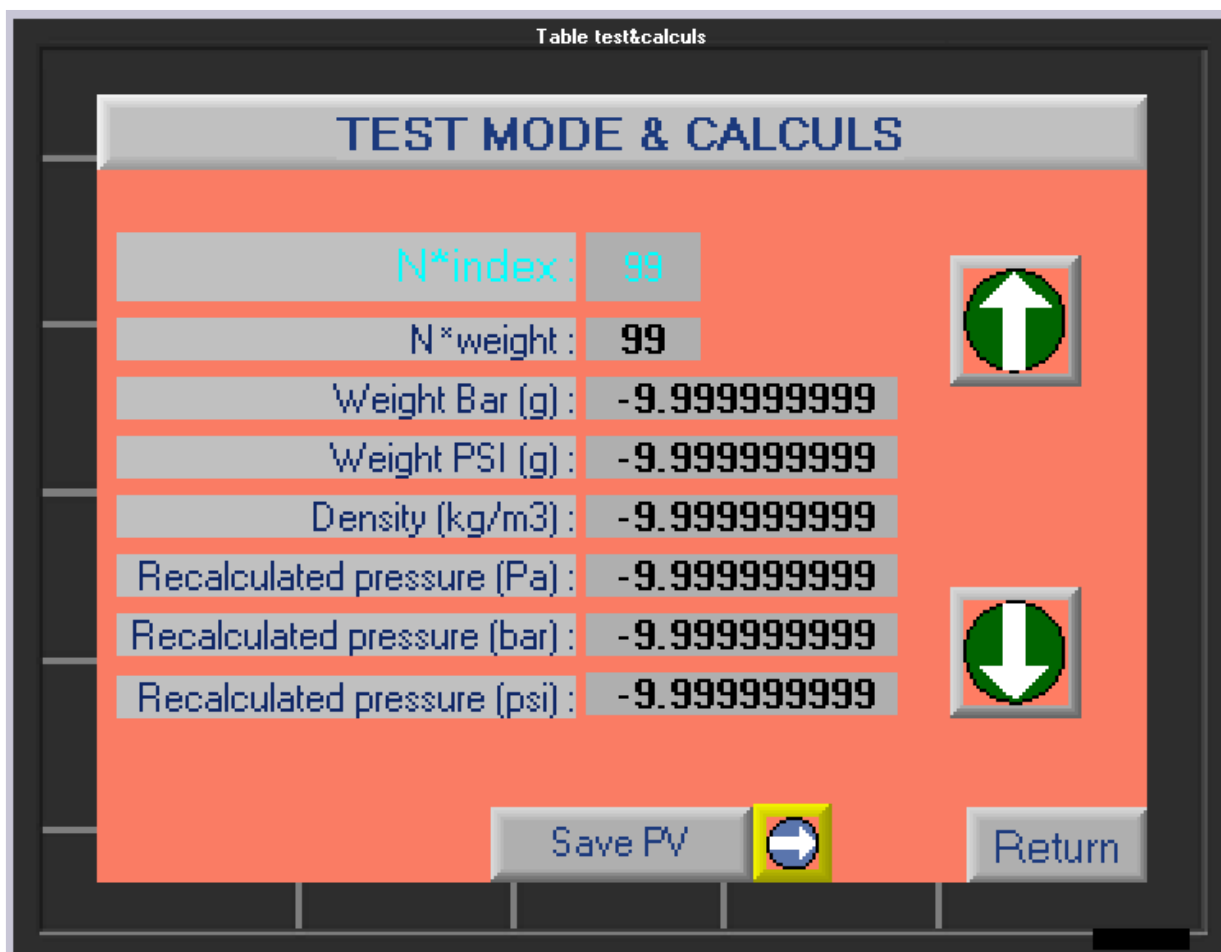 Table test&calculs
TEST MODE & CALCULS
N*index : 99
N*weight : 99
Weight Bar (g) : -9.999999999
Weight PSI (g) : -9.999999999
Density (kg/m3) : -9.999999999
Recalculated pressure (Pa) : -9.999999999
Recalculated pressure (bar) : -9.999999999
Recalculated pressure (psi) : -9.999999999
Save PV
Return